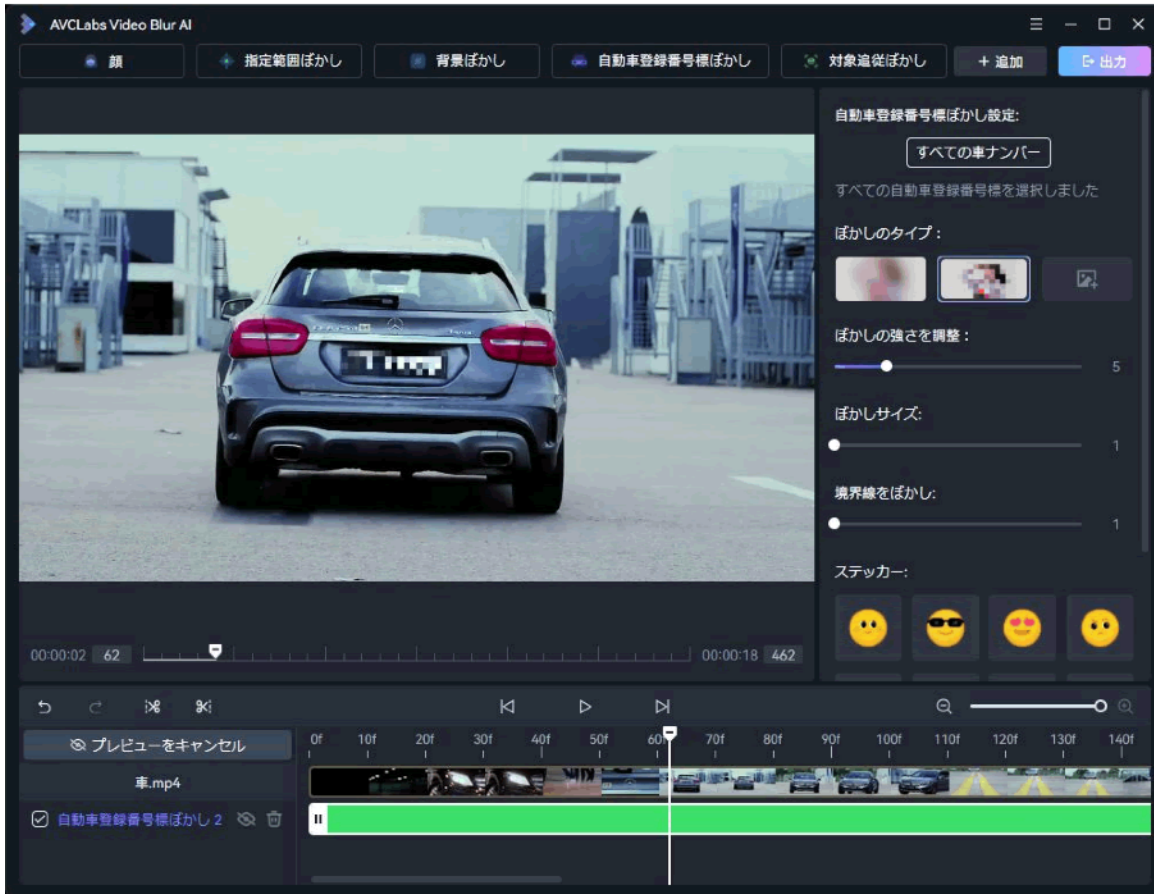 AVCLabs Video Blur AI
顔
指定範囲ぼかし
背景ぼかし
自動車登録番号標ぼかし
対象追従ぼかし
+ 追加
出力
自動車登録番号標ぼかし設定:
すべての車ナンバー
すべての自動車登録番号標を選択しました
ぼかしのタイプ：
ぼかしの強さを調整：
5
ぼかしサイズ:
1
境界線をぼかし:
1
ステッカー:
00:00:02 62
00:00:18 462
プレビューをキャンセル
0f 10f 20f 30f 40f 50f 60f 70f 80f 90f 100f 110f 120f 130f 140f
車.mp4
自動車登録番号標ぼかし 2